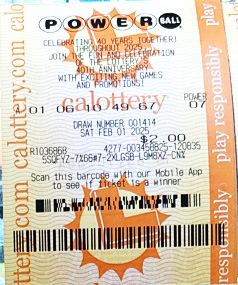 POWERBALL
CELEBRATING 40 YEARS TOGETHER!
THROUGHOUT 2025
JOIN THE FUN AND CELEBRATION
OF THE LOTTERY'S
40TH ANNIVERSARY
WITH EXCITING NEW GAMES
AND PROMOTIONS!
calottery
POWER
01 06 10 49 67 07
DRAW NUMBER 001414
SAT FEB 01 2025
$2.00
R1036868
Scan this barcode with our Mobile App
to see if ticket is a winner
calottery.com
play responsibly